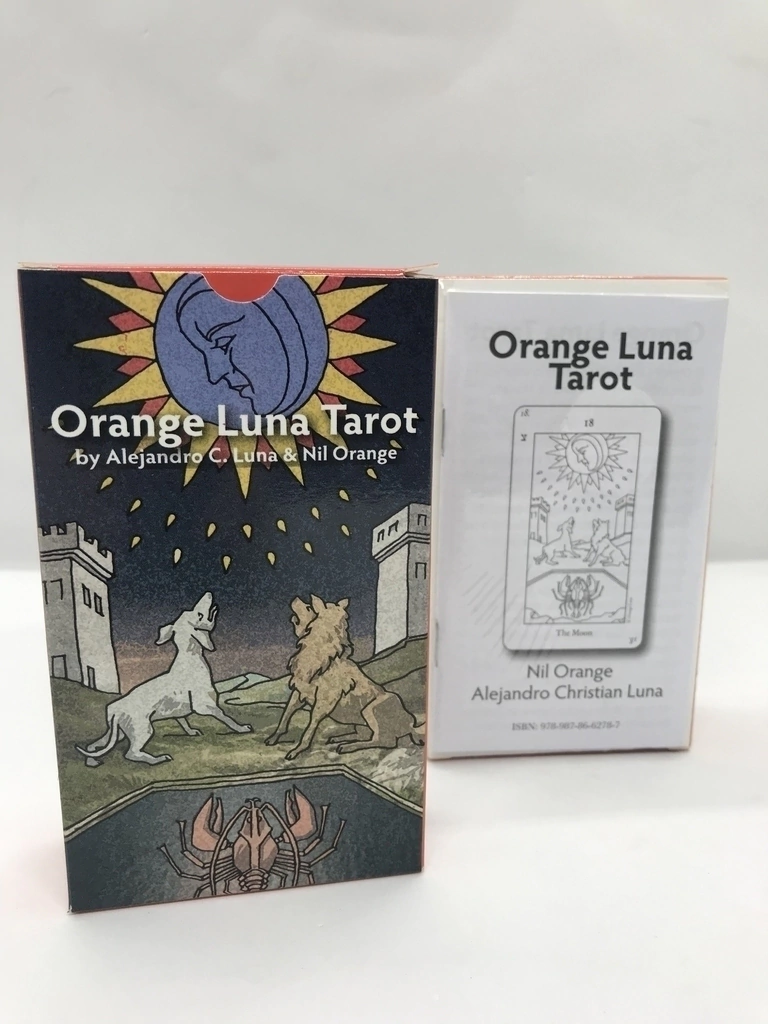 Orange Luna Tarot
by Alejandro C. Luna & Nil Orange
Orange Luna
Tarot
18.
18
The Moon
Nil Orange
Alejandro Christian Luna
ISBN: 978-987-86-6278-7